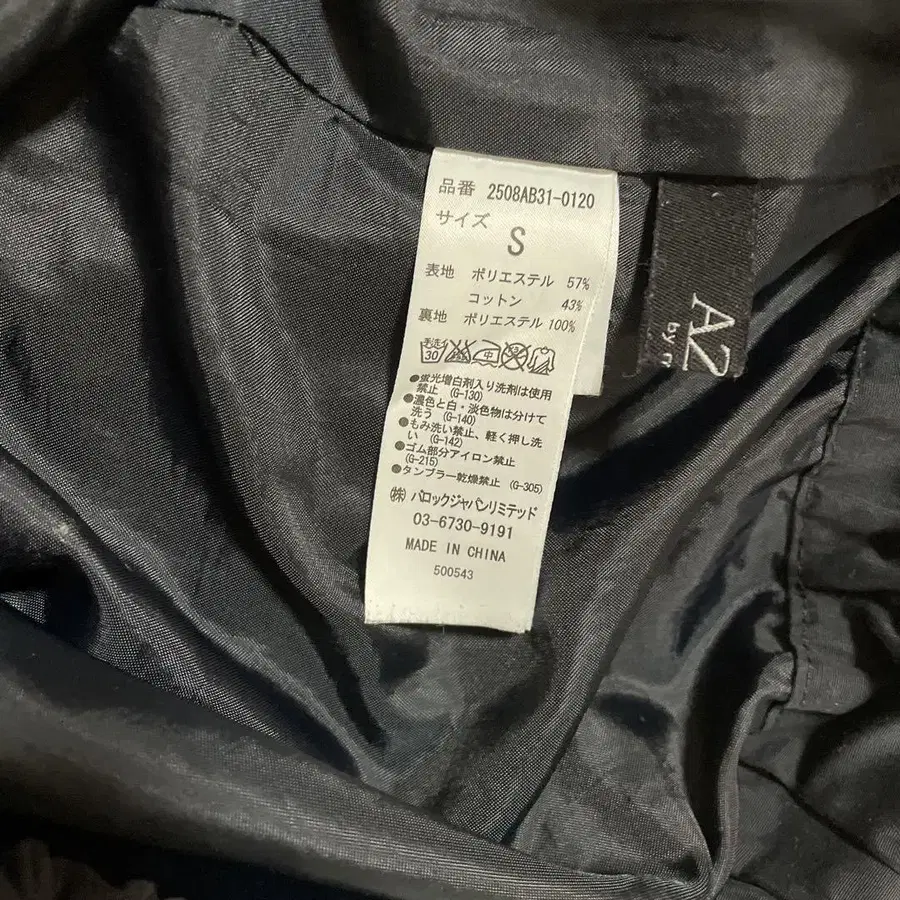 品番 2508AB31-0120
サイズ
S
表地 ポリエステル 57%
コットン 43%
裏地 ポリエステル 100%
手洗イ
30
中
●蛍光増白剤入り洗剤は使用
禁止 (G-130)
●濃色と白・淡色物は分けて
洗う (G-140)
●もみ洗い禁止、軽く押し洗
い (G-142)
●ゴム部分アイロン禁止
(G-215)
●タンブラー乾燥禁止 (G-305)
㈱ バロックジャパンリミテッド
03-6730-9191
MADE IN CHINA
500543
AZ
by